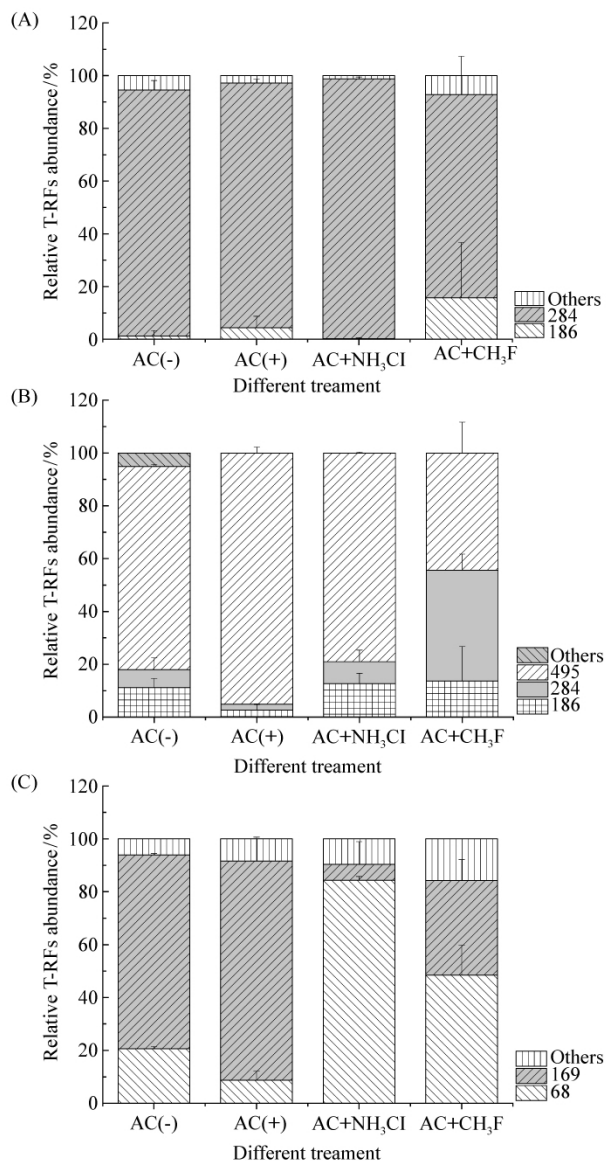 (A)
120
100
80
60
40
20
0
Relative T-RFs abundance/%
AC(-) AC(+) AC+NH₃CI AC+CH₃F
Different treament
Others
284
186
(B)
120
100
80
60
40
20
0
Relative T-RFs abundance/%
AC(-) AC(+) AC+NH₃CI AC+CH₃F
Different treament
Others
495
284
186
(C)
120
100
80
60
40
20
0
Relative T-RFs abundance/%
AC(-) AC(+) AC+NH₃CI AC+CH₃F
Different treament
Others
169
68